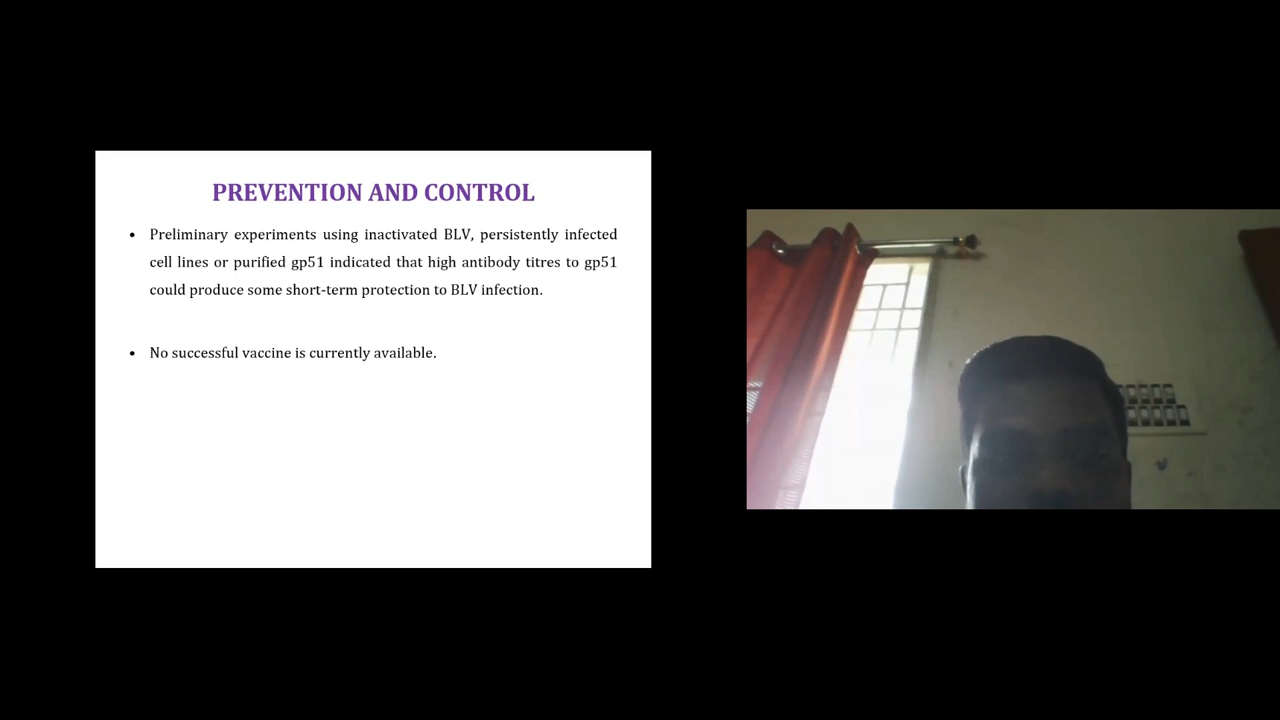 PREVENTION AND CONTROL
• Preliminary experiments using inactivated BLV, persistently infected
cell lines or purified gp51 indicated that high antibody titres to gp51
could produce some short-term protection to BLV infection.
• No successful vaccine is currently available.